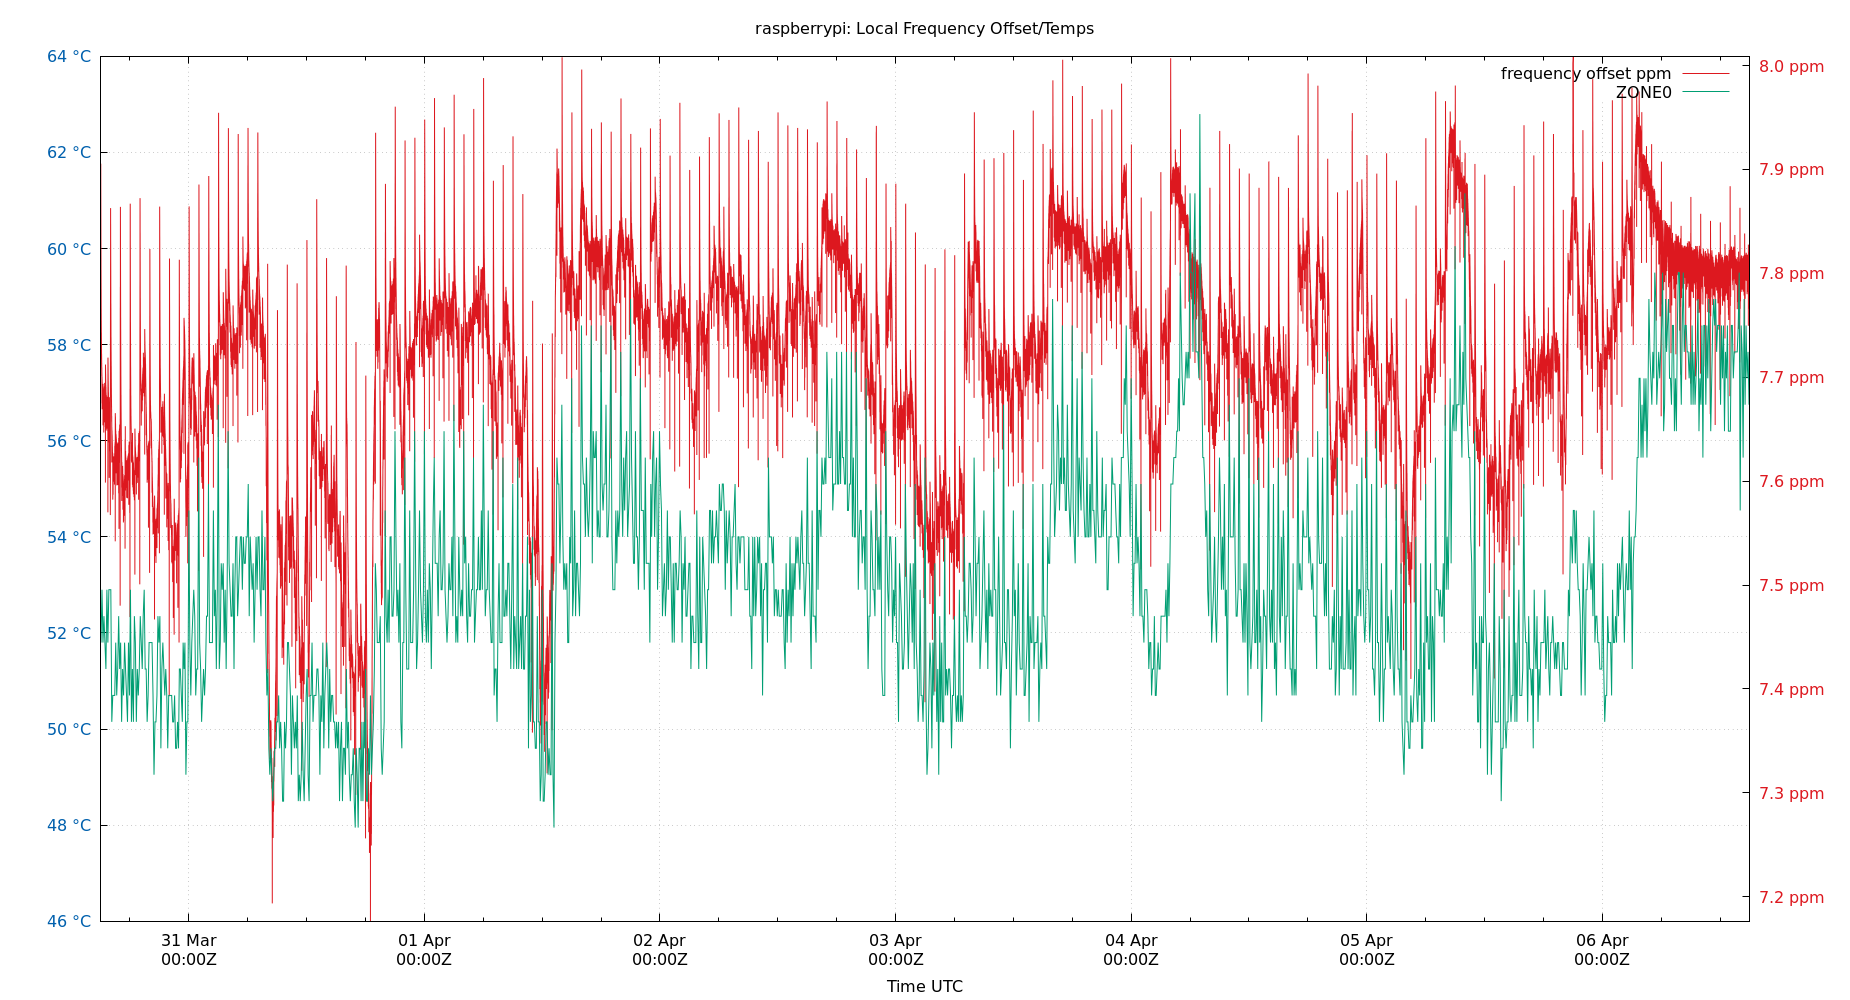 raspberrypi: Local Frequency Offset/Temps
frequency offset ppm
ZONE0
64 °C
62 °C
60 °C
58 °C
56 °C
54 °C
52 °C
50 °C
48 °C
46 °C
8.0 ppm
7.9 ppm
7.8 ppm
7.7 ppm
7.6 ppm
7.5 ppm
7.4 ppm
7.3 ppm
7.2 ppm
31 Mar
00:00Z
01 Apr
00:00Z
02 Apr
00:00Z
03 Apr
00:00Z
04 Apr
00:00Z
05 Apr
00:00Z
06 Apr
00:00Z
Time UTC